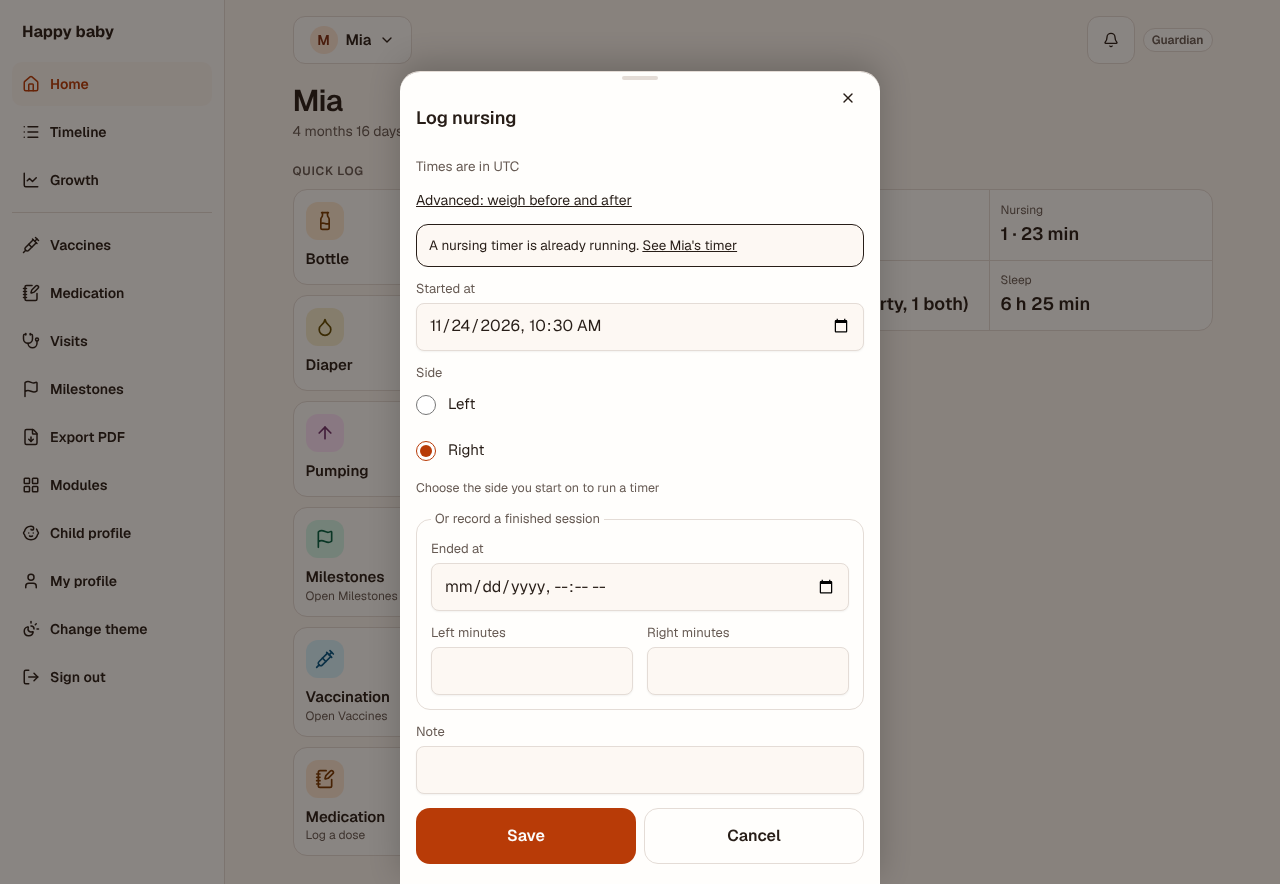 Happy baby
Home
Timeline
Growth
Vaccines
Medication
Visits
Milestones
Export PDF
Modules
Child profile
My profile
Change theme
Sign out
M Mia
Guardian
Mia
4 months 16 days
QUICK LOG
Bottle
Diaper
Pumping
Milestones
Open Milestones
Vaccination
Open Vaccines
Medication
Log a dose
Nursing
1 · 23 min
rty, 1 both)
Sleep
6 h 25 min
Log nursing
Times are in UTC
Advanced: weigh before and after
A nursing timer is already running. See Mia's timer
Started at
11/24/2026, 10:30 AM
Side
Left
Right
Choose the side you start on to run a timer
Or record a finished session
Ended at
mm/dd/yyyy, --:-- --
Left minutes
Right minutes
Note
Save
Cancel